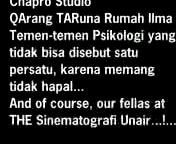 Chapro Studio
QArang TARuna Rumah Ilma
Temen-temen Psikologi yang
tidak bisa disebut satu
persatu, karena memang
tidak hapal...
And of course, our fellas at
THE Sinematografi Unair...!...